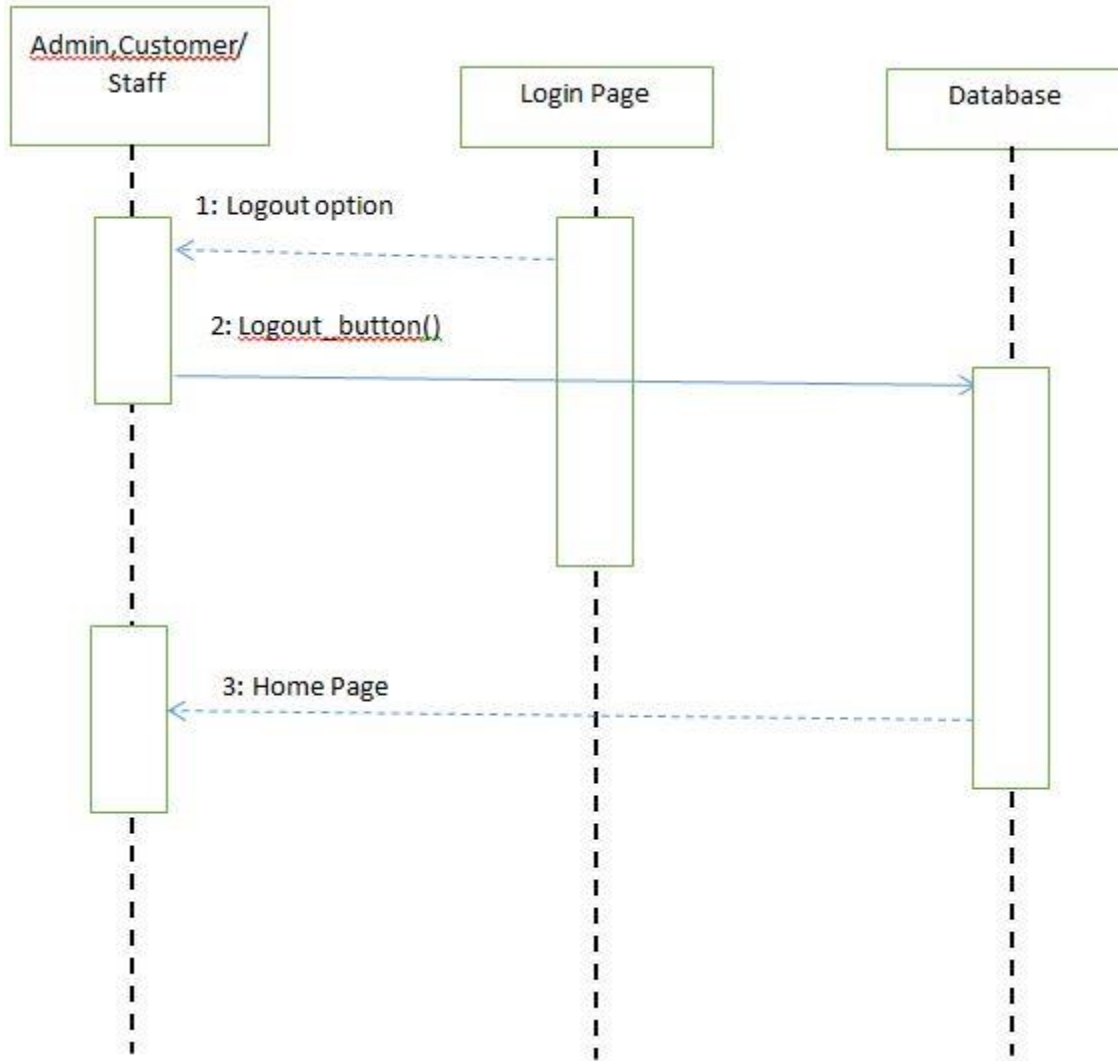 Admin,Customer/
Staff
Login Page
Database
1: Logout option
2: Logout_button()
3: Home Page